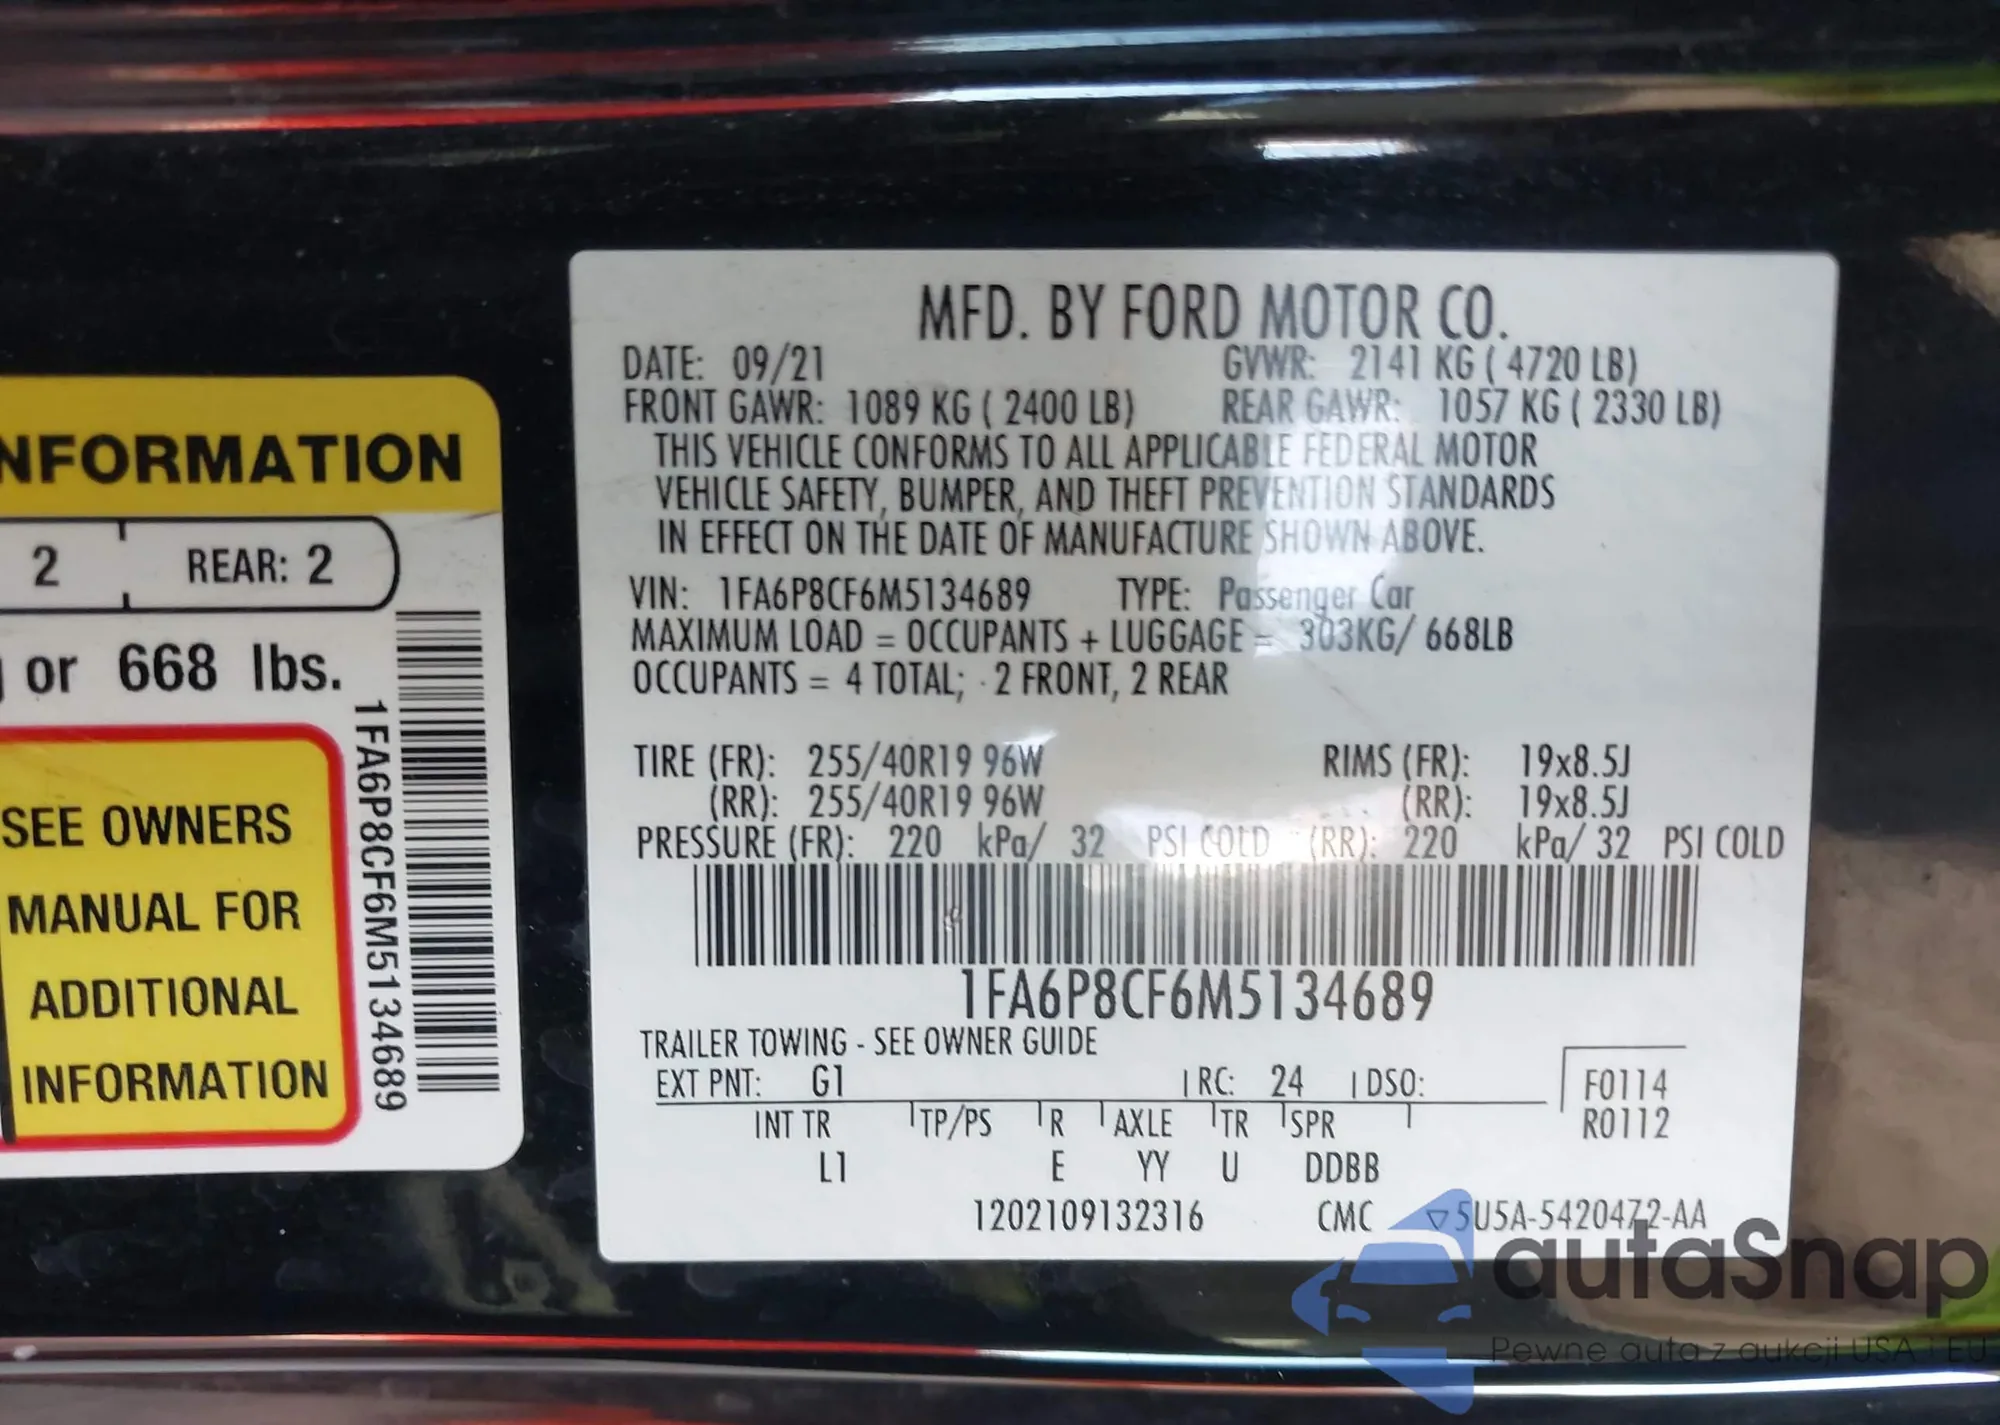 NFORMATION
2 REAR: 2
or 668 lbs.
SEE OWNERS
MANUAL FOR
ADDITIONAL
INFORMATION
1FA6P8CF6M5134689
MFD. BY FORD MOTOR CO.
DATE: 09/21 GVWR: 2141 KG ( 4720 LB)
FRONT GAWR: 1089 KG ( 2400 LB) REAR GAWR: 1057 KG ( 2330 LB)
THIS VEHICLE CONFORMS TO ALL APPLICABLE FEDERAL MOTOR
VEHICLE SAFETY, BUMPER, AND THEFT PREVENTION STANDARDS
IN EFFECT ON THE DATE OF MANUFACTURE SHOWN ABOVE.
VIN: 1FA6P8CF6M5134689 TYPE: Passenger Car
MAXIMUM LOAD = OCCUPANTS + LUGGAGE = 303KG/ 668LB
OCCUPANTS = 4 TOTAL; 2 FRONT, 2 REAR
TIRE (FR): 255/40R19 96W RIMS (FR): 19x8.5J
(RR): 255/40R19 96W (RR): 19x8.5J
PRESSURE (FR): 220 kPa/ 32 PSI COLD (RR): 220 kPa/ 32 PSI COLD
1FA6P8CF6M5134689
TRAILER TOWING - SEE OWNER GUIDE
EXT PNT: G1 RC: 24 DSO: F0114
INT TR TP/PS R AXLE TR SPR R0112
L1 E YY U DDBB
1202109132316 CMC ▽5U5A-5420472-AA
autaSnap
Pewne auta z aukcji USA i EU